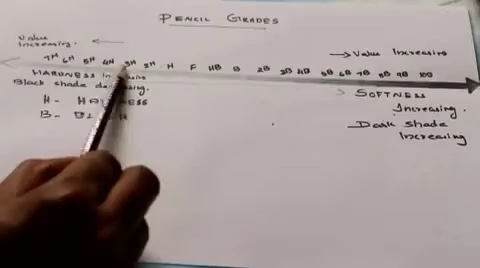 PENCIL GRADES
Value
increasing.
Value Increasing
7H 6H 5H 4H 3H 2H H F HB B 2B 3B 4B 5B 6B 7B 8B 9B 10B
HARDNESS
Black shade
H -
B -
SOFTNESS
Increasing.
Dark Shade
Increasing